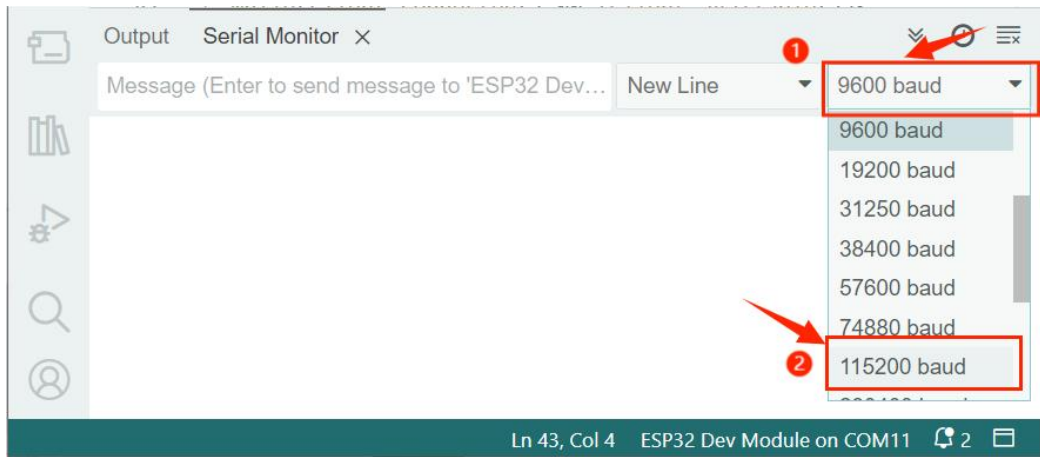 Output Serial Monitor ×
1
Message (Enter to send message to 'ESP32 Dev... New Line 9600 baud
9600 baud
19200 baud
31250 baud
38400 baud
57600 baud
74880 baud
2 115200 baud
Ln 43, Col 4 ESP32 Dev Module on COM11 2